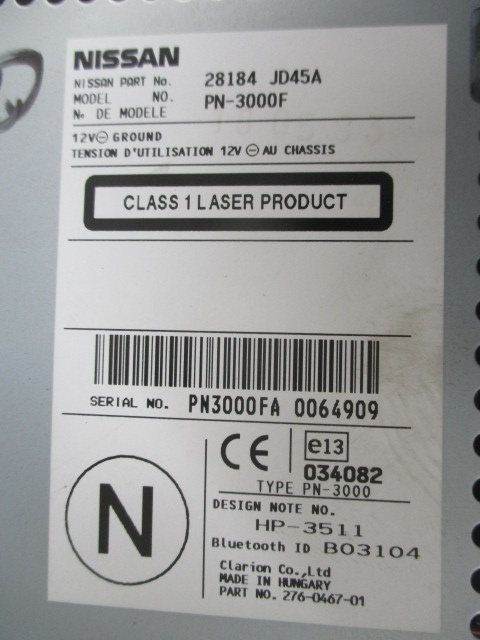 NISSAN
NISSAN PART No. 28184 JD45A
MODEL NO. PN-3000F
No DE MODELE
12V⊖ GROUND
TENSION D'UTILISATION 12V ⊖ AU CHASSIS
CLASS 1 LASER PRODUCT
SERIAL NO. PN3000FA 0064909
CE e13
034082
TYPE PN-3000
N
DESIGN NOTE NO.
HP-3511
Bluetooth ID B03104
Clarion Co.,Ltd
MADE IN HUNGARY
PART NO. 276-0467-01